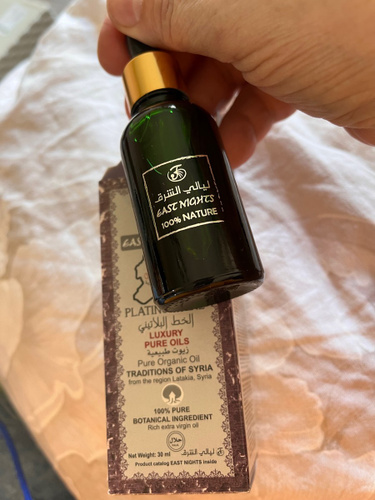 ليالي الشرق
EAST NIGHTS
100% NATURE
EAS
الخط البلاتيني
LUXURY
PURE OILS
زيوت طبيعية
Pure Organic Oil
TRADITIONS OF SYRIA
from the region Latakia, Syria
100% PURE
BOTANICAL INGREDIENT
Rich extra virgin oil
حلال
Net Weight: 30 ml
ليالي الشرق
Product catalog EAST NIGHTS inside